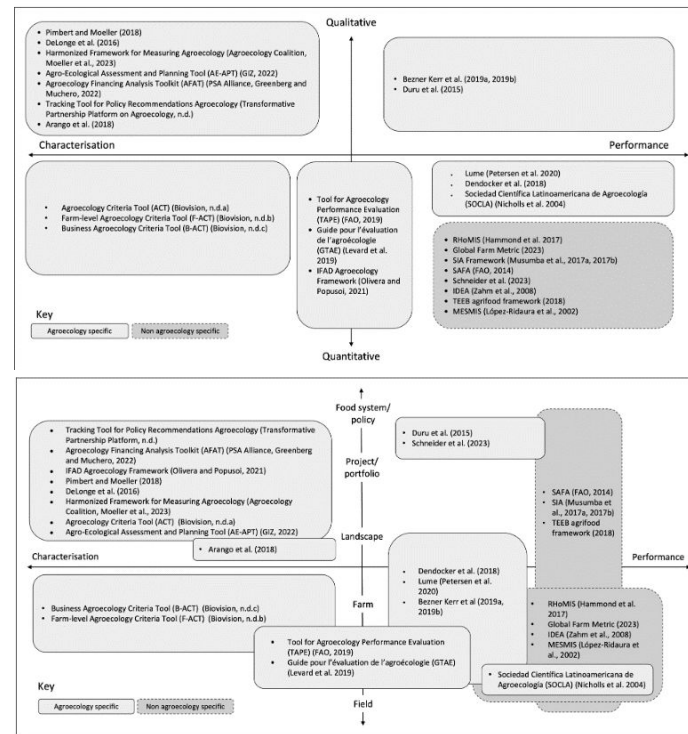 Qualitative
• Pimbert and Moeller (2018)
• DeLonge et al. (2016)
• Harmonized Framework for Measuring Agroecology (Agroecology Coalition,
Moeller et al., 2023)
• Agro-Ecological Assessment and Planning Tool (AE-APT) (GIZ, 2022)
• Agroecology Financing Analysis Toolkit (AFAT) (PSA Alliance, Greenberg and
Muchero, 2022)
• Tracking Tool for Policy Recommendations Agroecology (Transformative
Partnership Platform on Agroecology, n.d.)
• Arango et al. (2018)
• Bezner Kerr et al. (2019a, 2019b)
• Duru et al. (2015)
Characterisation
Performance
• Agroecology Criteria Tool (ACT) (Biovision, n.d.a)
• Farm-level Agroecology Criteria Tool (F-ACT) (Biovision, n.d.b)
• Business Agroecology Criteria Tool (B-ACT) (Biovision, n.d.c)
• Tool for Agroecology
Performance Evaluation
(TAPE) (FAO, 2019)
• Guide pour l'évaluation de
l'agroécologie
(GTAE) (Levard et al.
2019)
• IFAD Agroecology
Framework (Olivera and
Popusoi, 2021)
• Lume (Petersen et al. 2020)
• Dendocker et al. (2018)
• Sociedad Científica Latinoamericana de Agroecología
(SOCLA) (Nicholls et al. 2004)
• RHoMIS (Hammond et al. 2017)
• Global Farm Metric (2023)
• SIA Framework (Musumba et al., 2017a, 2017b)
• SAFA (FAO, 2014)
• Schneider et al. (2023)
• IDEA (Zahm et al., 2008)
• TEEB agrifood framework (2018)
• MESMIS (López-Ridaura et al., 2002)
Key
Agroecology specific
Non agroecology specific
Quantitative
Food system/
policy
• Tracking Tool for Policy Recommendations Agroecology (Transformative
Partnership Platform, n.d.)
• Agroecology Financing Analysis Toolkit (AFAT) (PSA Alliance, Greenberg
and Muchero, 2022)
• IFAD Agroecology Framework (Olivera and Popusoi, 2021)
• Pimbert and Moeller (2018)
• DeLonge et al. (2016)
• Harmonized Framework for Measuring Agroecology (Agroecology
Coalition, Moeller et al., 2023)
• Agroecology Criteria Tool (ACT) (Biovision, n.d.a)
• Agro-Ecological Assessment and Planning Tool (AE-APT) (GIZ, 2022)
• Duru et al. (2015)
• Schneider et al. (2023)
Project/
portfolio
• SAFA (FAO, 2014)
• SIA (Musumba et
al., 2017a, 2017b)
• TEEB agrifood
framework (2018)
Landscape
• Arango et al. (2018)
Characterisation
Performance
• Dendocker et al. (2018)
• Lume (Petersen et al.
2020)
• Bezner Kerr et al (2019a,
2019b)
Farm
• Business Agroecology Criteria Tool (B-ACT) (Biovision, n.d.c)
• Farm-level Agroecology Criteria Tool (F-ACT) (Biovision, n.d.b)
• RHoMIS (Hammond et al.
2017)
• Global Farm Metric (2023)
• IDEA (Zahm et al., 2008)
• MESMIS (López-Ridaura et
al., 2002)
• Tool for Agroecology Performance Evaluation
(TAPE) (FAO, 2019)
• Guide pour l'évaluation de l'agroécologie (GTAE)
(Levard et al. 2019)
• Sociedad Científica Latinoamericana de
Agroecología (SOCLA) (Nicholls et al. 2004)
Key
Agroecology specific
Non agroecology specific
Field